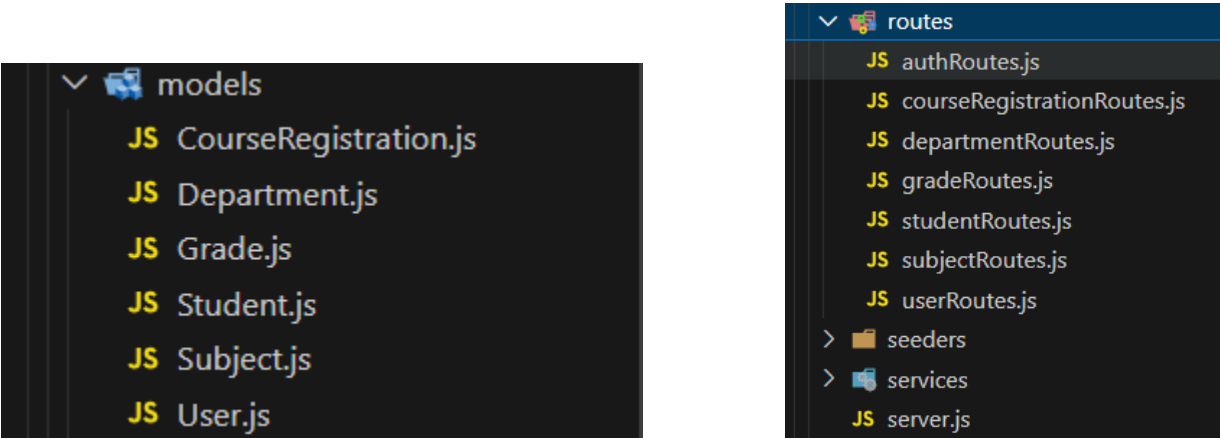 models
JS CourseRegistration.js
JS Department.js
JS Grade.js
JS Student.js
JS Subject.js
JS User.js
routes
JS authRoutes.js
JS courseRegistrationRoutes.js
JS departmentRoutes.js
JS gradeRoutes.js
JS studentRoutes.js
JS subjectRoutes.js
JS userRoutes.js
seeders
services
JS server.js